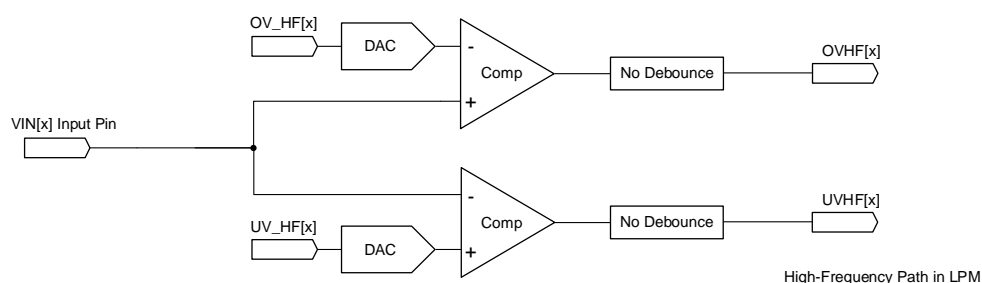 OV_HF[x]
DAC
-
+
Comp
No Debounce
OVHF[x]
VIN[x] Input Pin
-
+
Comp
No Debounce
UVHF[x]
UV_HF[x]
DAC
High-Frequency Path in LPM